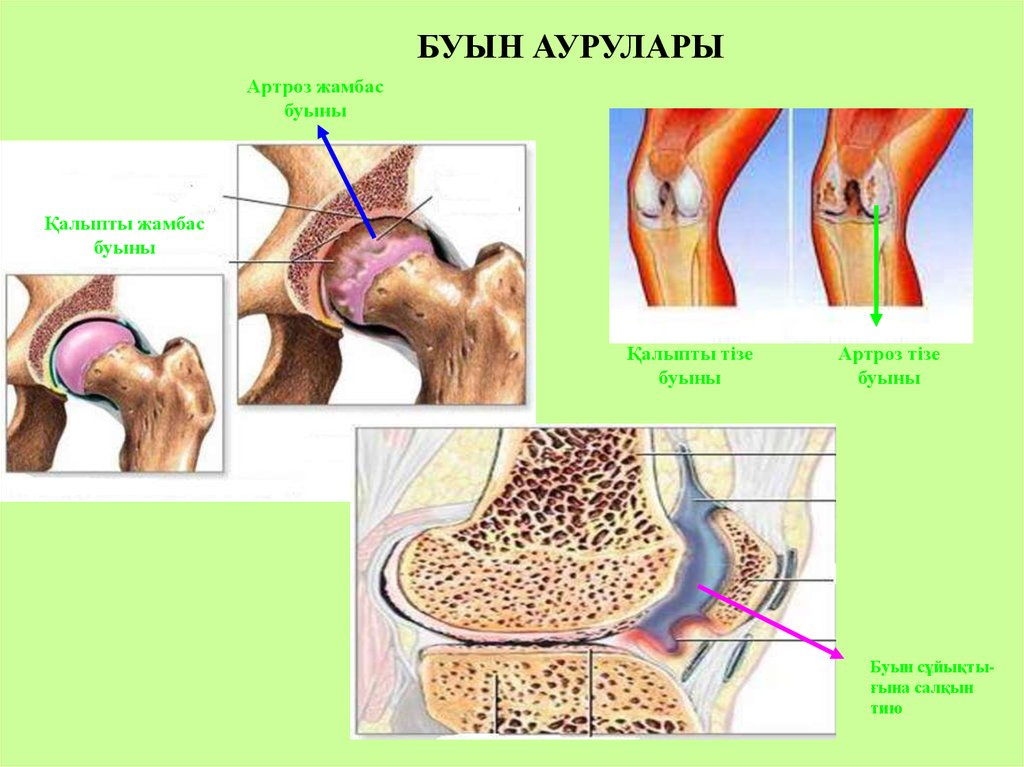 БУЫН АУРУЛАРЫ
Артроз жамбас
буыны
Қалыпты жамбас
буыны
Қалыпты тізе
буыны
Артроз тізе
буыны
Буын сұйықты-
ғына салқын
тию